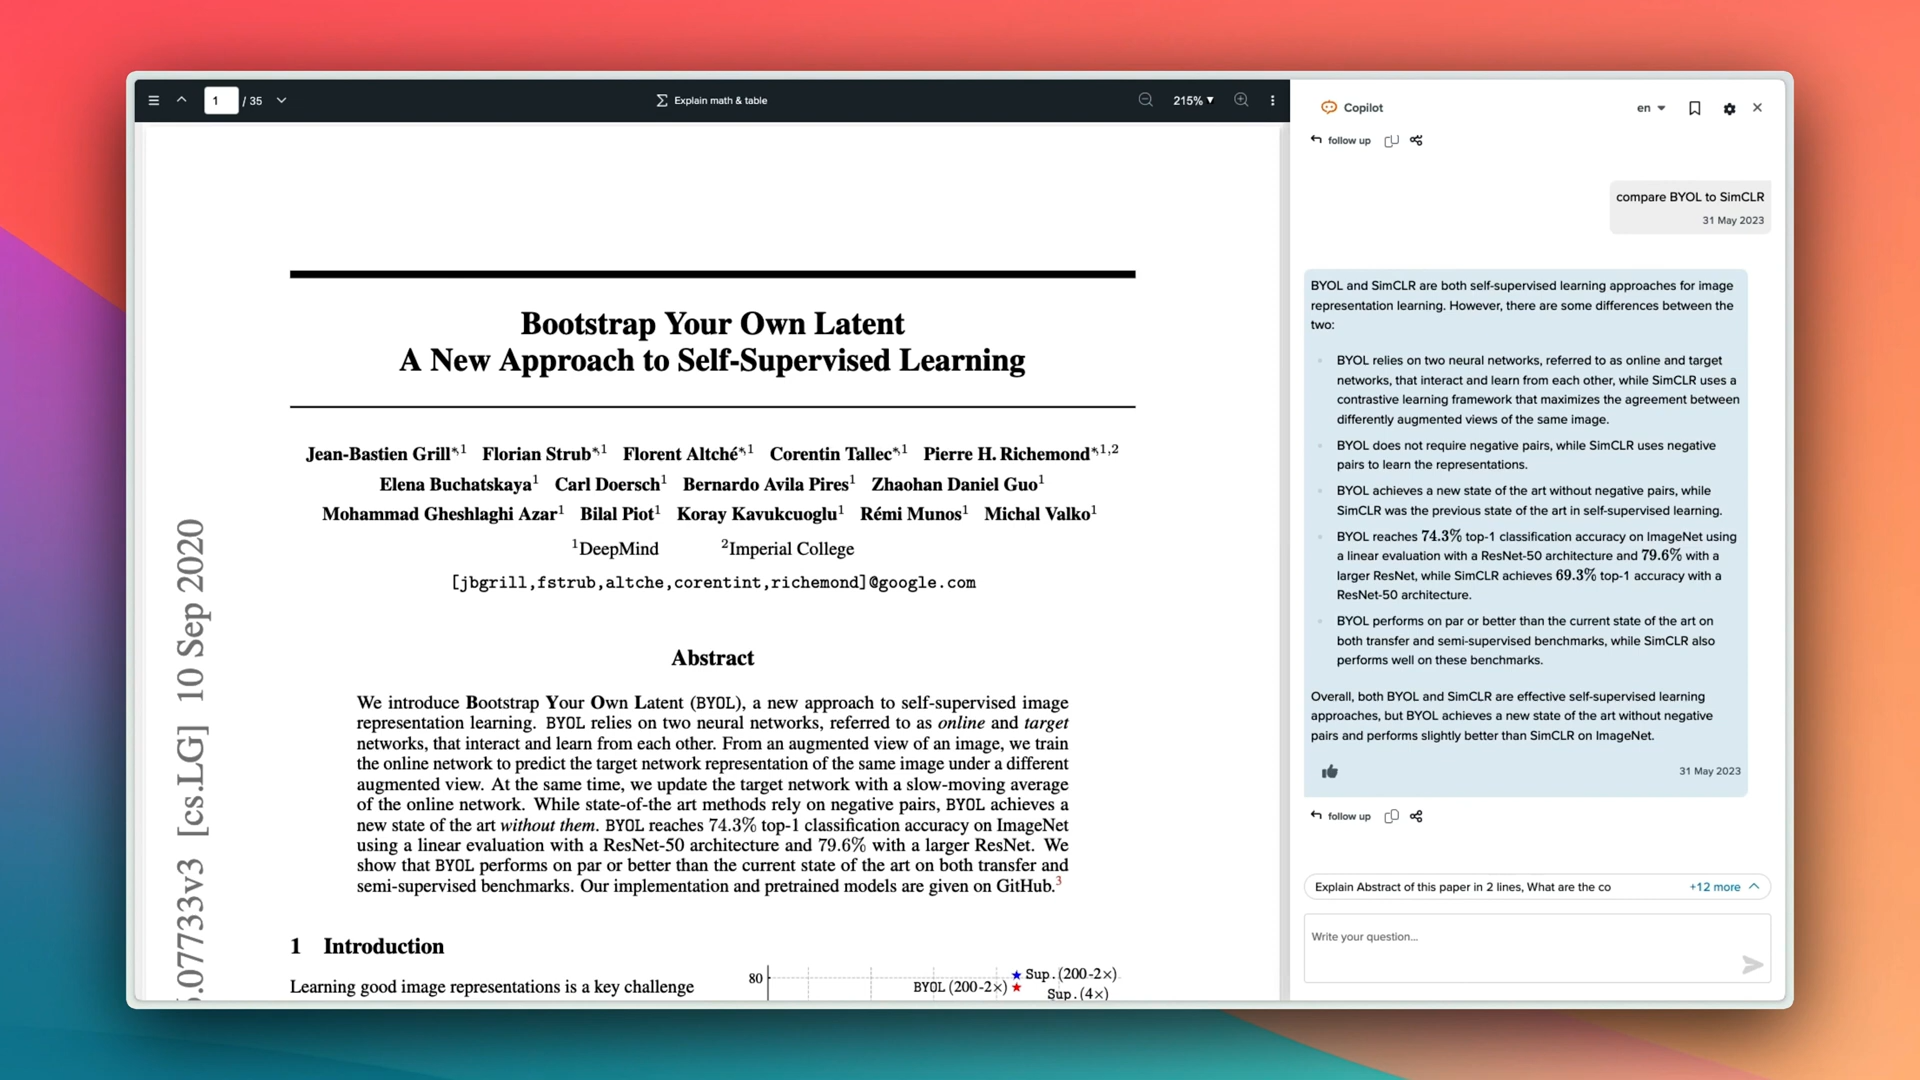 1 / 35
Explain math & table
215%
Bootstrap Your Own Latent
A New Approach to Self-Supervised Learning
Jean-Bastien Grill*,1 Florian Strub*,1 Florent Altché*,1 Corentin Tallec*,1 Pierre H. Richemond*,1,2
Elena Buchatskaya1 Carl Doersch1 Bernardo Avila Pires1 Zhaohan Daniel Guo1
Mohammad Gheshlaghi Azar1 Bilal Piot1 Koray Kavukcuoglu1 Rémi Munos1 Michal Valko1
1DeepMind 2Imperial College
[jbgrill,fstrub,altche,corentint,richemond]@google.com
.07733v3 [cs.LG] 10 Sep 2020
Abstract
We introduce Bootstrap Your Own Latent (BYOL), a new approach to self-supervised image
representation learning. BYOL relies on two neural networks, referred to as online and target
networks, that interact and learn from each other. From an augmented view of an image, we train
the online network to predict the target network representation of the same image under a different
augmented view. At the same time, we update the target network with a slow-moving average
of the online network. While state-of-the art methods rely on negative pairs, BYOL achieves a
new state of the art without them. BYOL reaches 74.3% top-1 classification accuracy on ImageNet
using a linear evaluation with a ResNet-50 architecture and 79.6% with a larger ResNet. We
show that BYOL performs on par or better than the current state of the art on both transfer and
semi-supervised benchmarks. Our implementation and pretrained models are given on GitHub.3
1 Introduction
Learning good image representations is a key challenge
80
Sup.(200-2×)
BYOL (200-2×)
Sup.(4×)
Copilot
en
follow up
compare BYOL to SimCLR
31 May 2023
BYOL and SimCLR are both self-supervised learning approaches for image
representation learning. However, there are some differences between the
two:
BYOL relies on two neural networks, referred to as online and target
networks, that interact and learn from each other, while SimCLR uses a
contrastive learning framework that maximizes the agreement between
differently augmented views of the same image.
BYOL does not require negative pairs, while SimCLR uses negative
pairs to learn the representations.
BYOL achieves a new state of the art without negative pairs, while
SimCLR was the previous state of the art in self-supervised learning.
BYOL reaches 74.3% top-1 classification accuracy on ImageNet using
a linear evaluation with a ResNet-50 architecture and 79.6% with a
larger ResNet, while SimCLR achieves 69.3% top-1 accuracy with a
ResNet-50 architecture.
BYOL performs on par or better than the current state of the art on
both transfer and semi-supervised benchmarks, while SimCLR also
performs well on these benchmarks.
Overall, both BYOL and SimCLR are effective self-supervised learning
approaches, but BYOL achieves a new state of the art without negative
pairs and performs slightly better than SimCLR on ImageNet.
31 May 2023
follow up
Explain Abstract of this paper in 2 lines, What are the co
+12 more
Write your question...